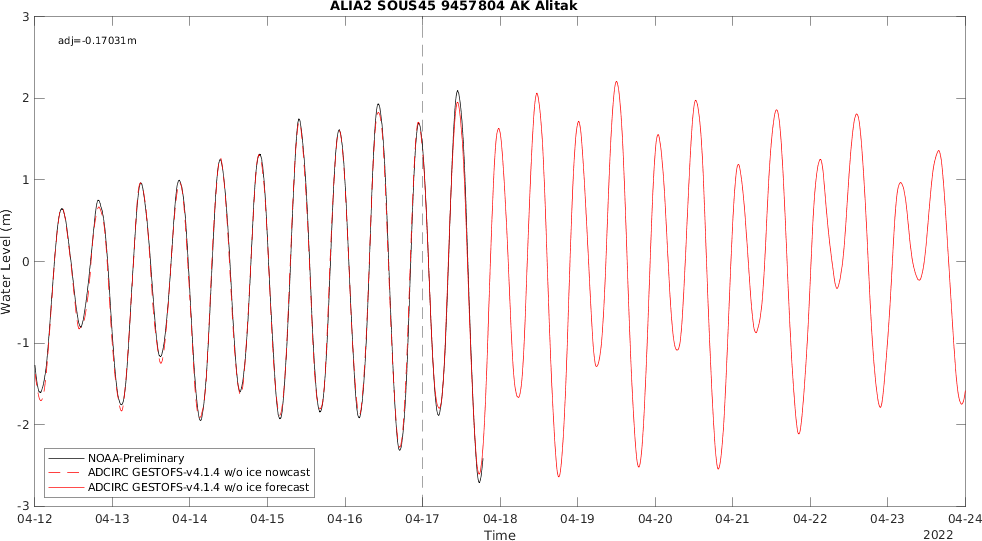 ALIA2 SOUS45 9457804 AK Alitak
adj=-0.17031m
3
2
1
0
-1
-2
-3
Water Level (m)
NOAA-Preliminary
ADCIRC GESTOFS-v4.1.4 w/o ice nowcast
ADCIRC GESTOFS-v4.1.4 w/o ice forecast
04-12 04-13 04-14 04-15 04-16 04-17 04-18 04-19 04-20 04-21 04-22 04-23 04-24
Time
2022